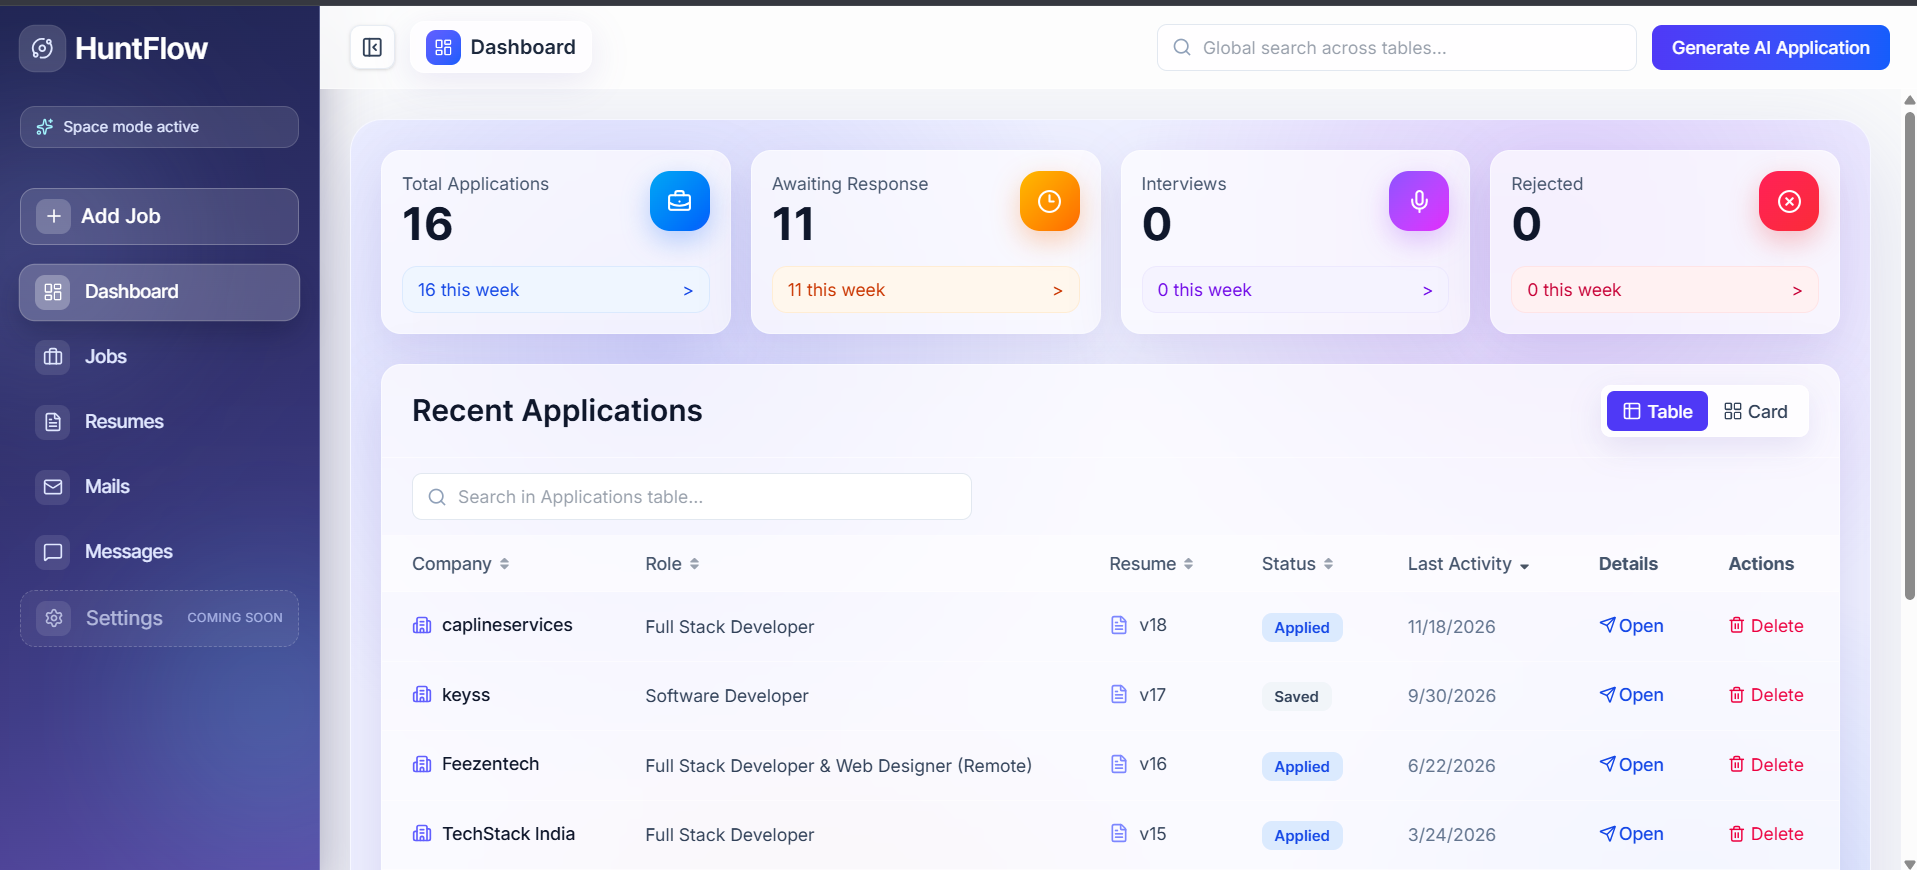 HuntFlow
Space mode active
Add Job
Dashboard
Jobs
Resumes
Mails
Messages
Settings COMING SOON
Dashboard
Global search across tables...
Generate AI Application
Total Applications
16
16 this week >
Awaiting Response
11
11 this week >
Interviews
0
0 this week >
Rejected
0
0 this week >
Recent Applications
Table Card
Search in Applications table...
Company Role Resume Status Last Activity Details Actions
caplineservices Full Stack Developer v18 Applied 11/18/2026 Open Delete
keyss Software Developer v17 Saved 9/30/2026 Open Delete
Feezentech Full Stack Developer & Web Designer (Remote) v16 Applied 6/22/2026 Open Delete
TechStack India Full Stack Developer v15 Applied 3/24/2026 Open Delete